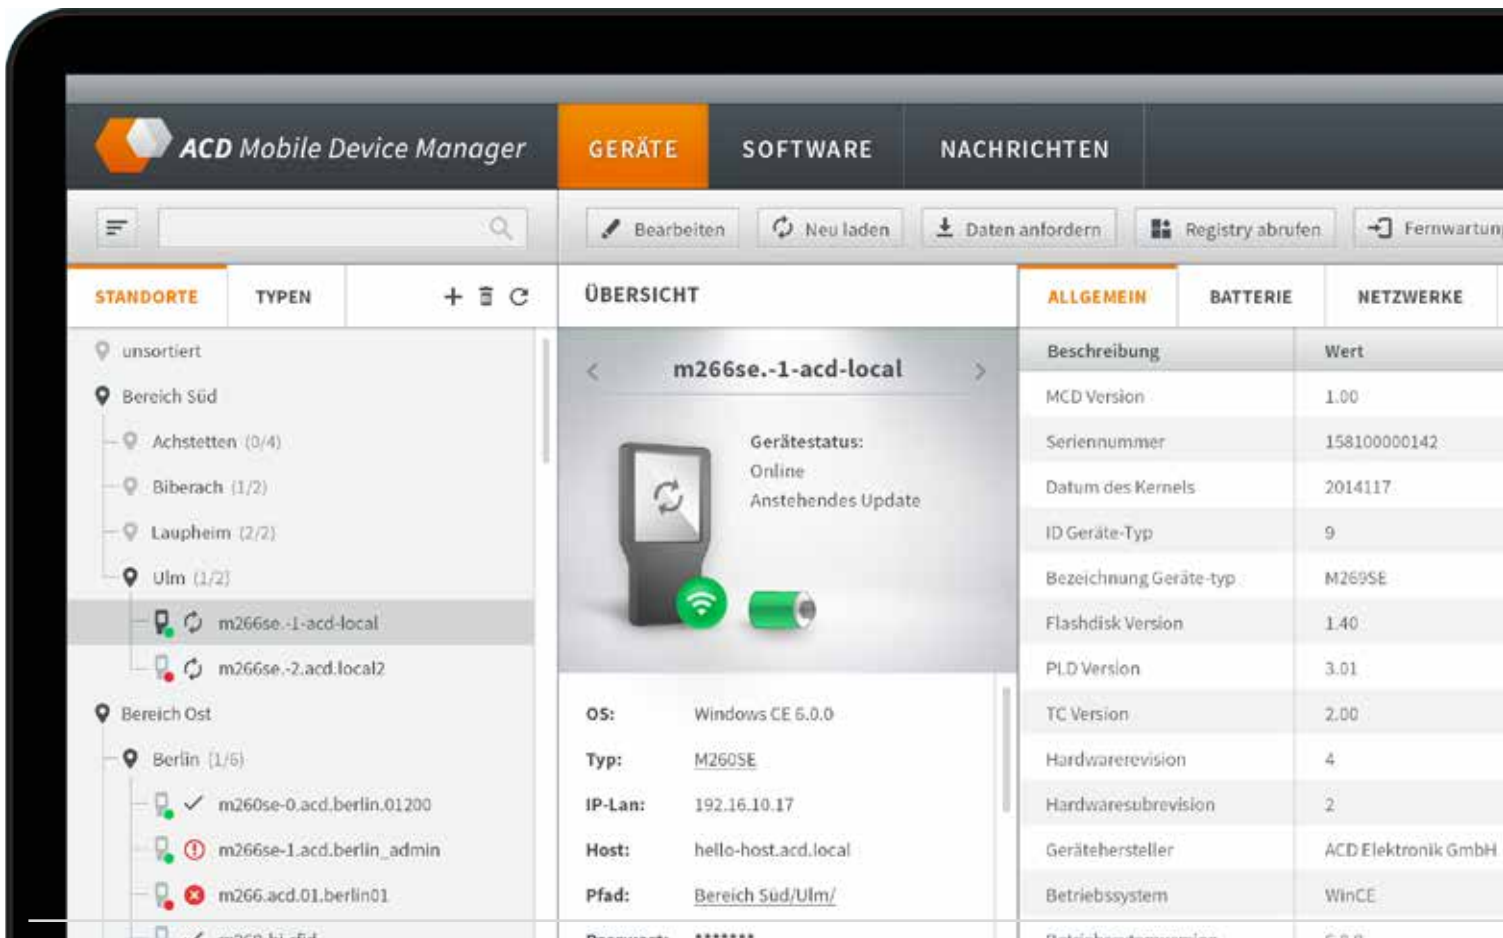 ACD Mobile Device Manager
GERÄTE
SOFTWARE
NACHRICHTEN
Bearbeiten
Neu laden
Daten anfordern
Registry abrufen
Fernwartun
STANDORTE
TYPEN
unsortiert
Bereich Süd
Achstetten (0/4)
Biberach (1/2)
Laupheim (2/2)
Ulm (1/2)
m266se.-1-acd-local
m266se.-2.acd.local2
Bereich Ost
Berlin (1/6)
m260se-0.acd.berlin.01200
m266se-1.acd.berlin_admin
m266.acd.01.berlin01
ÜBERSICHT
m266se.-1-acd-local
Gerätestatus:
Online
Anstehendes Update
OS: Windows CE 6.0.0
Typ: M260SE
IP-Lan: 192.16.10.17
Host: hello-host.acd.local
Pfad: Bereich Süd/Ulm/
ALLGEMEIN
BATTERIE
NETZWERKE
Beschreibung Wert
MCD Version 1.00
Seriennummer 158100000142
Datum des Kernels 2014117
ID Geräte-Typ 9
Bezeichnung Geräte-typ M269SE
Flashdisk Version 1.40
PLD Version 3.01
TC Version 2.00
Hardwarerevision 4
Hardwaresubrevision 2
Gerätehersteller ACD Elektronik GmbH
Betriebssystem WinCE